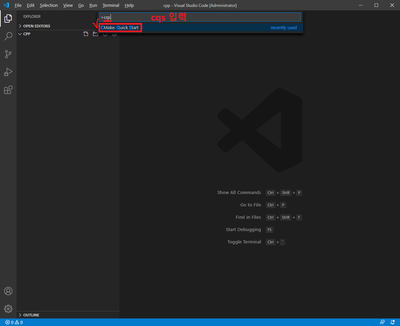 File Edit Selection View Go Run Terminal Help
cpp - Visual Studio Code [Administrator]
EXPLORER
>cqs
cqs 입력
CMake: Quick Start
recently used
OPEN EDITORS
CPP
Show All Commands Ctrl + Shift + P
Go to File Ctrl + P
Find in Files Ctrl + Shift + F
Start Debugging F5
Toggle Terminal Ctrl + `
OUTLINE
0 0